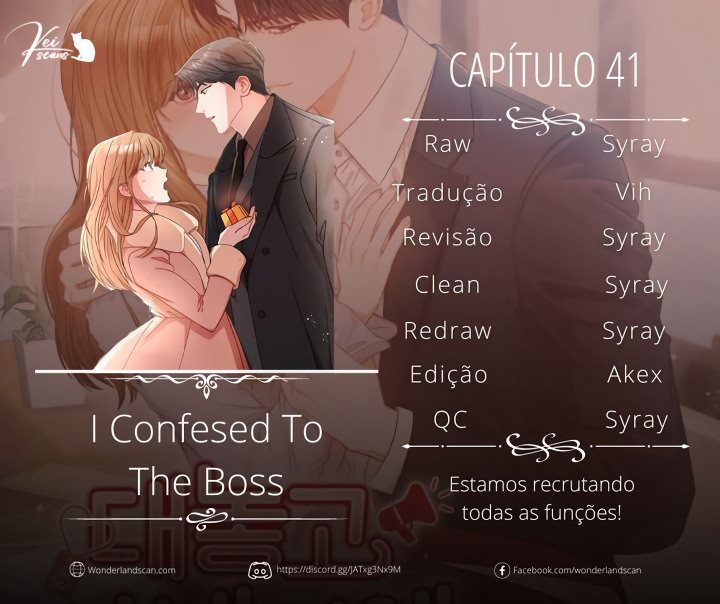 Kei
scans
CAPÍTULO 41
Raw Syray
Tradução Vih
Revisão Syray
Clean Syray
Redraw Syray
Edição Akex
QC Syray
I Confesed To
The Boss
Estamos recrutando
todas as funções!
Wonderlandscan.com
https://discord.gg/JATxg3Nx9M
Facebook.com/wonderlandscan